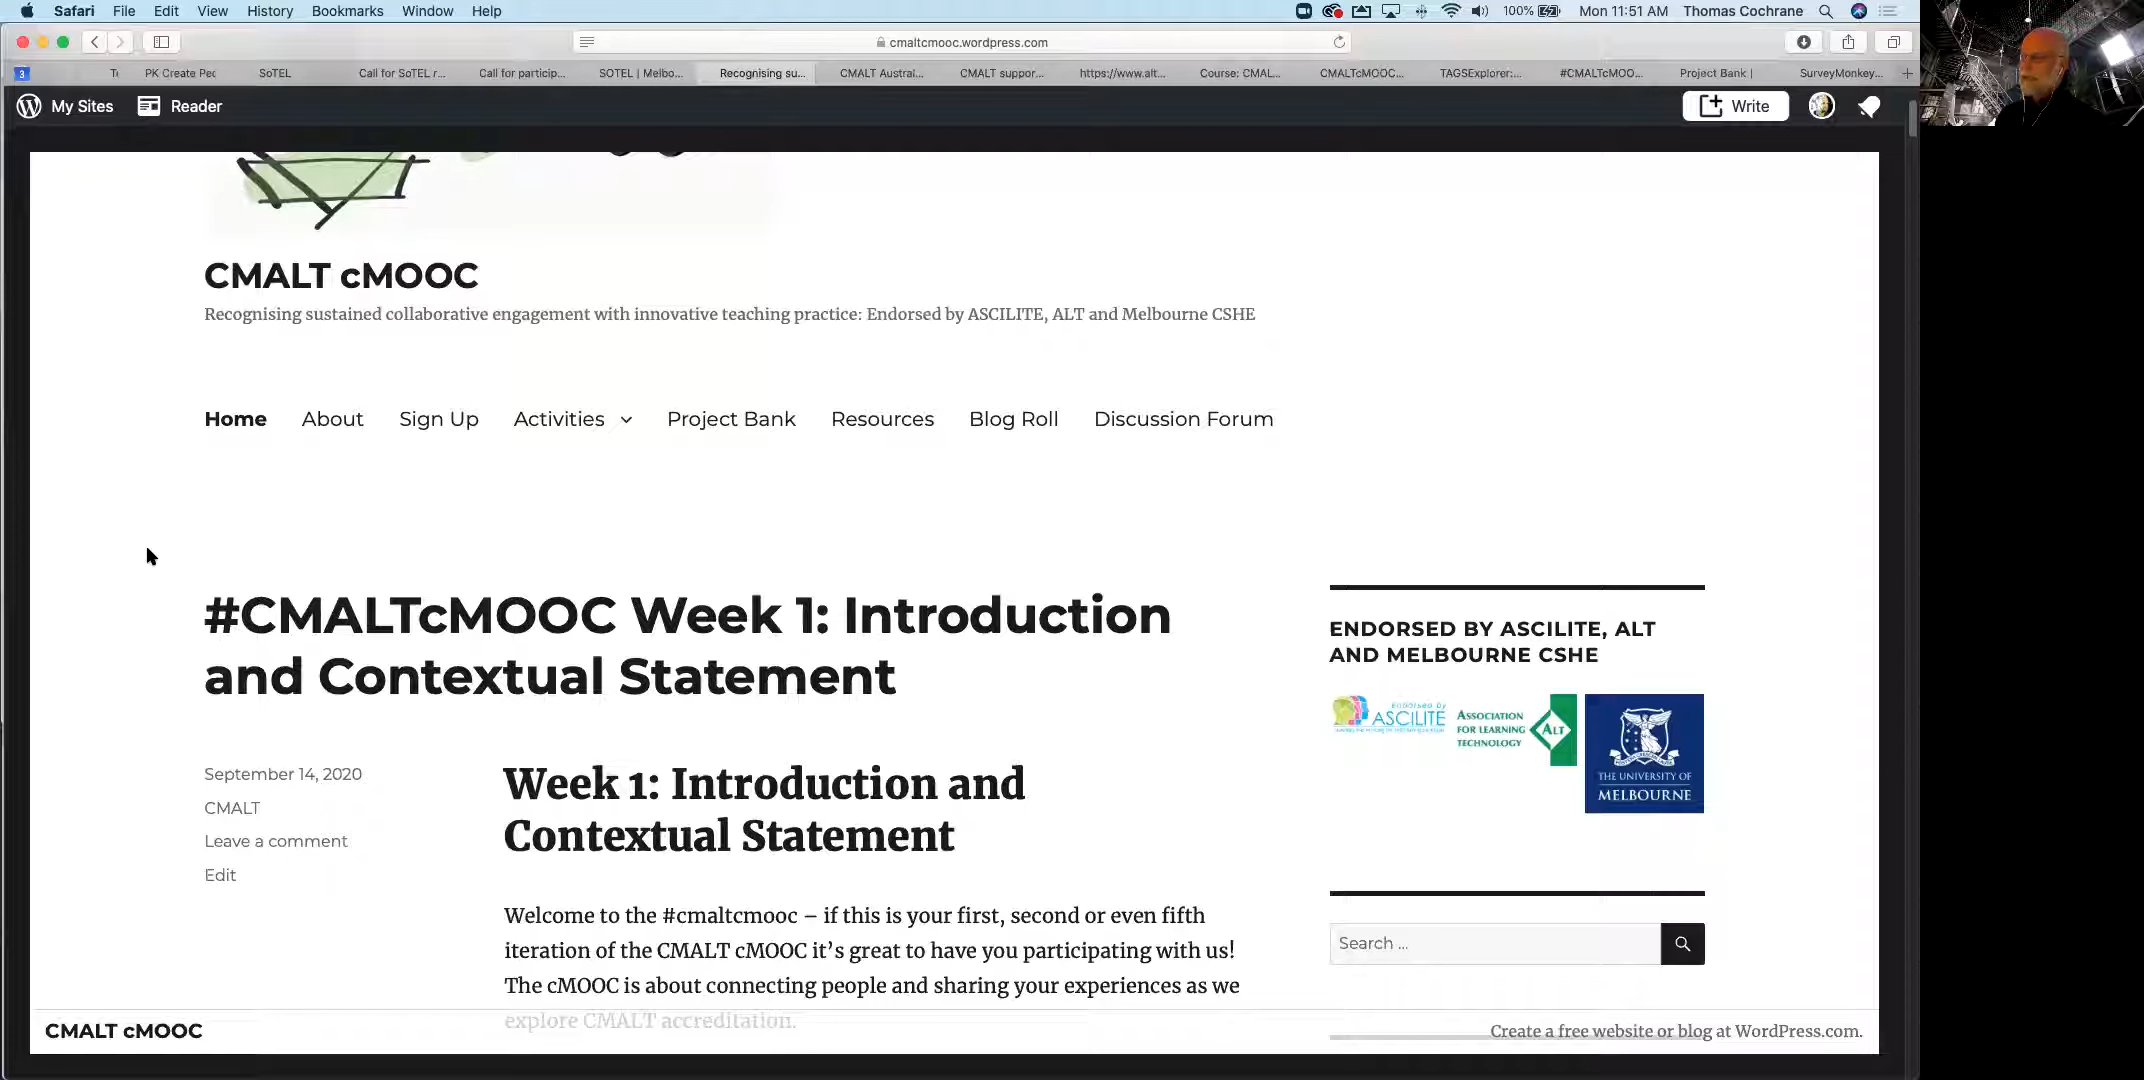 Safari File Edit View History Bookmarks Window Help 100% Mon 11:51 AM Thomas Cochrane
cmaltcmooc.wordpress.com
3 PK Create Pec SoTEL Call for SoTEL r... Call for particip... SOTEL | Melbo... Recognising su... CMALT Austral... CMALT suppor... https://www.alt... Course: CMAL... CMALTcMOOC... TAGSExplorer:... #CMALTcMOO... Project Bank | SurveyMonkey...
My Sites Reader Write
CMALT cMOOC
Recognising sustained collaborative engagement with innovative teaching practice: Endorsed by ASCILITE, ALT and Melbourne CSHE
Home About Sign Up Activities Project Bank Resources Blog Roll Discussion Forum
#CMALTcMOOC Week 1: Introduction
and Contextual Statement
September 14, 2020
CMALT
Leave a comment
Edit
Week 1: Introduction and
Contextual Statement
Welcome to the #cmaltcmooc – if this is your first, second or even fifth
iteration of the CMALT cMOOC it’s great to have you participating with us!
The cMOOC is about connecting people and sharing your experiences as we
explore CMALT accreditation.
ENDORSED BY ASCILITE, ALT
AND MELBOURNE CSHE
Endorsed by
ASCILITE
ASSOCIATION
FOR LEARNING
TECHNOLOGY
ALT
THE UNIVERSITY OF
MELBOURNE
Search ...
CMALT cMOOC
Create a free website or blog at WordPress.com.